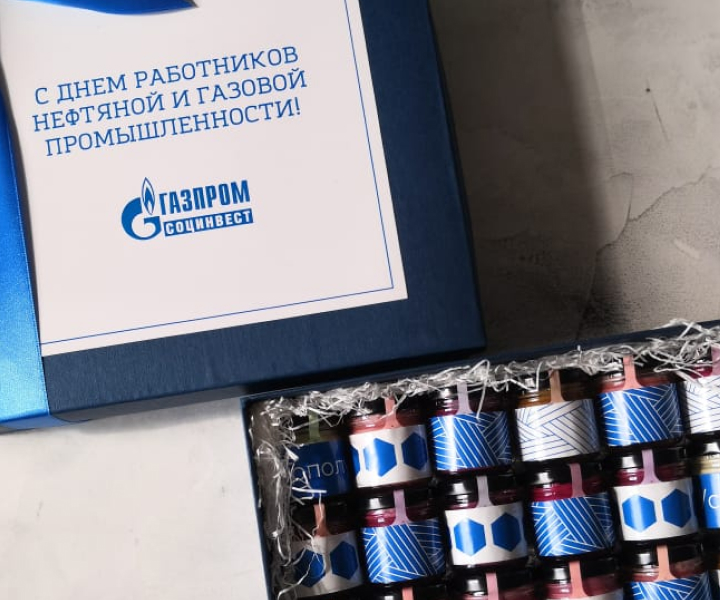 С ДНЕМ РАБОТНИКОВ
НЕФТЯНОЙ И ГАЗОВОЙ
ПРОМЫШЛЕННОСТИ!
ГАЗПРОМ
СОЦИНВЕСТ